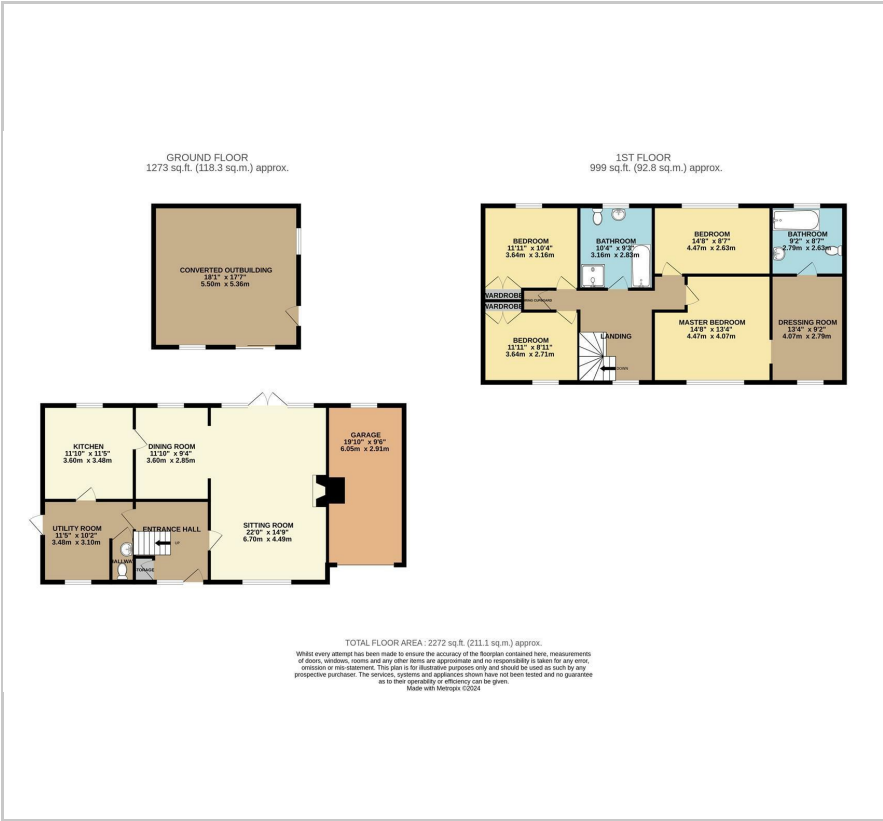 GROUND FLOOR
1273 sq.ft. (118.3 sq.m.) approx.
CONVERTED OUTBUILDING
18'1" x 17'7"
5.50m x 5.36m
KITCHEN
11'10" x 11'5"
3.60m x 3.48m
DINING ROOM
11'10" x 9'4"
3.60m x 2.85m
GARAGE
19'10" x 9'6"
6.05m x 2.91m
UTILITY ROOM
11'5" x 10'2"
3.48m x 3.10m
ENTRANCE HALL
UP
SITTING ROOM
22'0" x 14'9"
6.70m x 4.49m
1ST FLOOR
999 sq.ft. (92.8 sq.m.) approx.
BEDROOM
11'11" x 10'4"
3.64m x 3.16m
BATHROOM
10'4" x 9'3"
3.16m x 2.83m
BEDROOM
14'8" x 8'7"
4.47m x 2.63m
BATHROOM
9'2" x 8'7"
2.79m x 2.63m
WARDROBE
WARDROBE
BEDROOM
11'11" x 8'11"
3.64m x 2.71m
LANDING
DOWN
MASTER BEDROOM
14'8" x 13'4"
4.47m x 4.07m
DRESSING ROOM
13'4" x 9'2"
4.07m x 2.79m
TOTAL FLOOR AREA : 2272 sq.ft. (211.1 sq.m.) approx.
Whilst every attempt has been made to ensure the accuracy of the floorplan contained here, measurements
of doors, windows, rooms and any other items are approximate and no responsibility is taken for any error,
omission or mis-statement. This plan is for illustrative purposes only and should be used as such by any
prospective purchaser. The services, systems and appliances shown have not been tested and no guarantee
as to their operability or efficiency can be given.
Made with Metropix ©2024